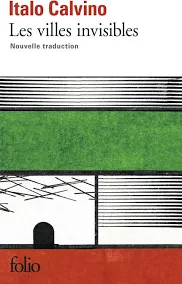 Italo Calvino
Les villes invisibles
Nouvelle traduction
folio